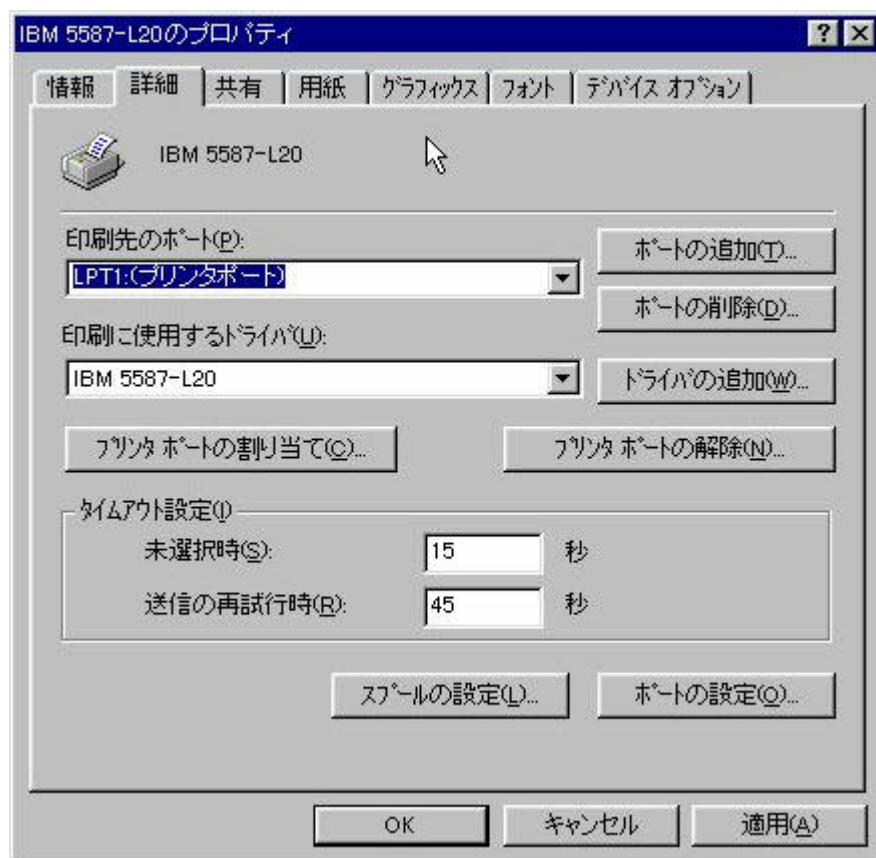 IBM 5587-L20のプロパティ
情報 詳細 共有 用紙 グラフィックス フォント デバイス オプション
IBM 5587-L20
印刷先のポート(P):
LPT1:(プリンタポート)
ポートの追加(T)...
ポートの削除(D)...
印刷に使用するドライバ(U):
IBM 5587-L20
ドライバの追加(W)...
プリンタ ポートの割り当て(C)... プリンタ ポートの解除(N)...
タイムアウト設定(I)
未選択時(S): 15 秒
送信の再試行時(R): 45 秒
スプールの設定(L)... ポートの設定(O)...
OK キャンセル 適用(A)